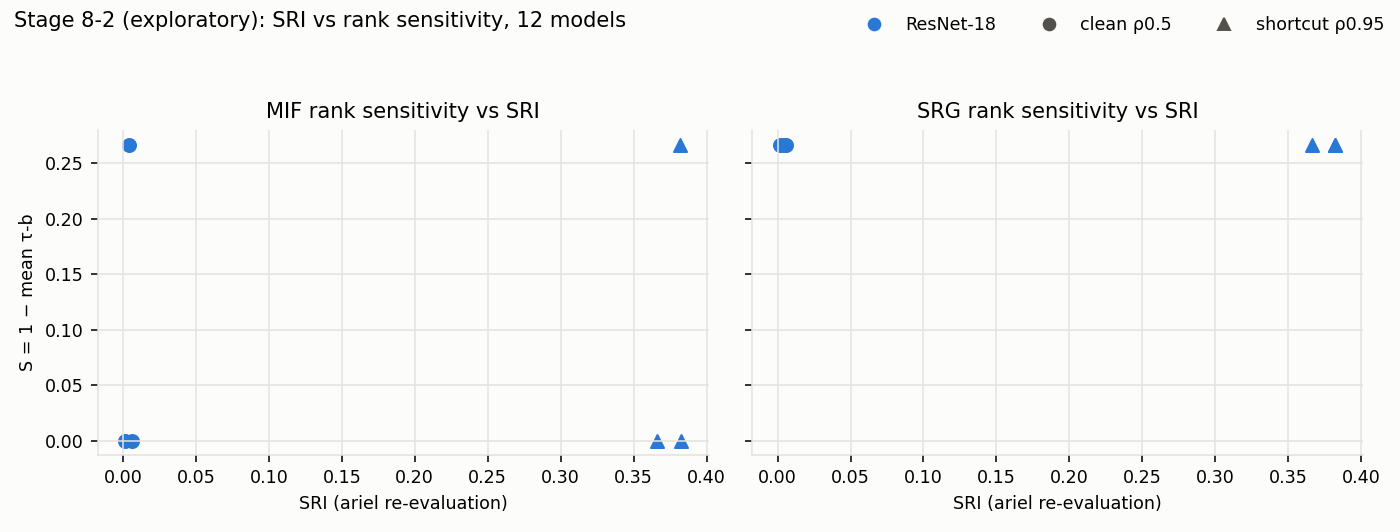 Stage 8-2 (exploratory): SRI vs rank sensitivity, 12 models
ResNet-18
clean ρ0.5
shortcut ρ0.95
MIF rank sensitivity vs SRI
S = 1 − mean τ-b
0.25
0.20
0.15
0.10
0.05
0.00
0.00 0.05 0.10 0.15 0.20 0.25 0.30 0.35 0.40
SRI (ariel re-evaluation)
SRG rank sensitivity vs SRI
0.00 0.05 0.10 0.15 0.20 0.25 0.30 0.35 0.40
SRI (ariel re-evaluation)